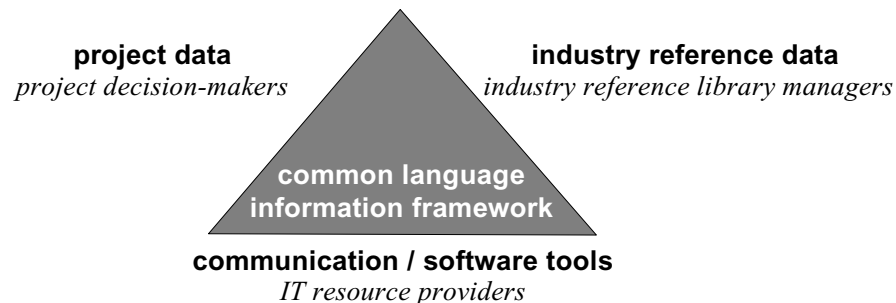 project data
project decision-makers
industry reference data
industry reference library managers
common language
information framework
communication / software tools
IT resource providers